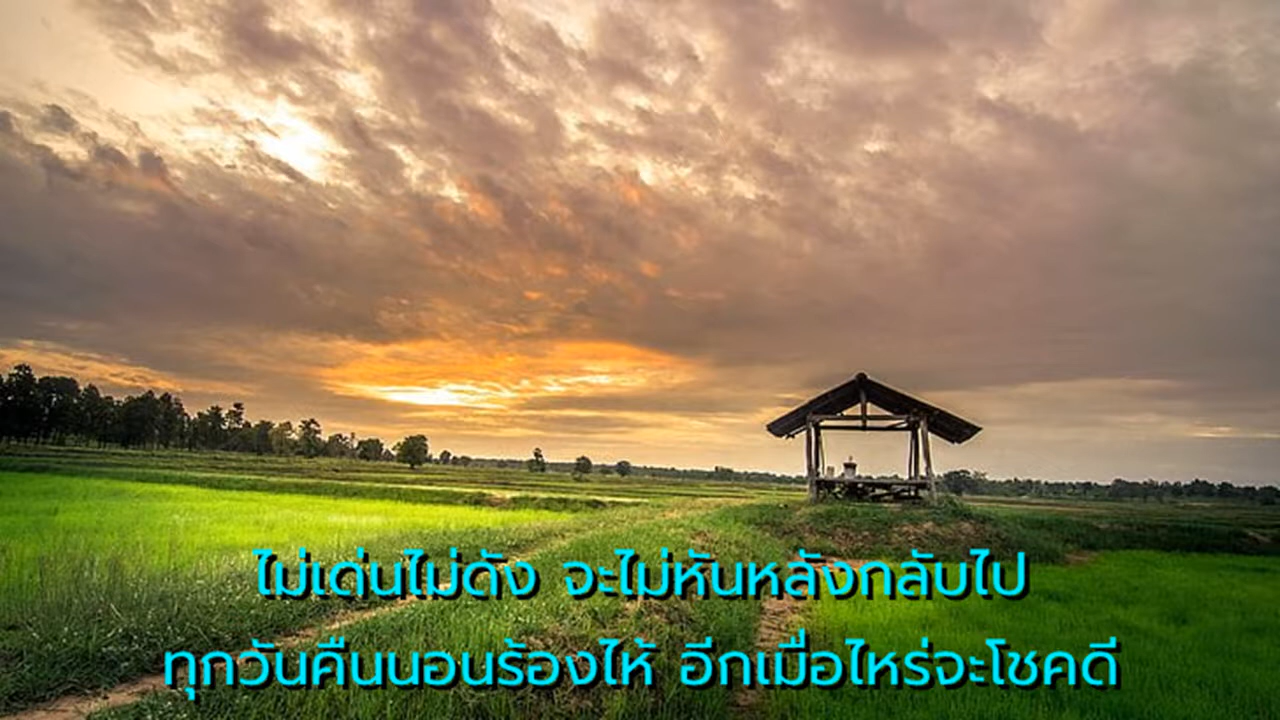 ไม่เด่นไม่ดัง จะไม่หันหลังกลับไป
ทุกวันคืนนอนร้องไห้ อีกเมื่อไหร่จะโชคดี